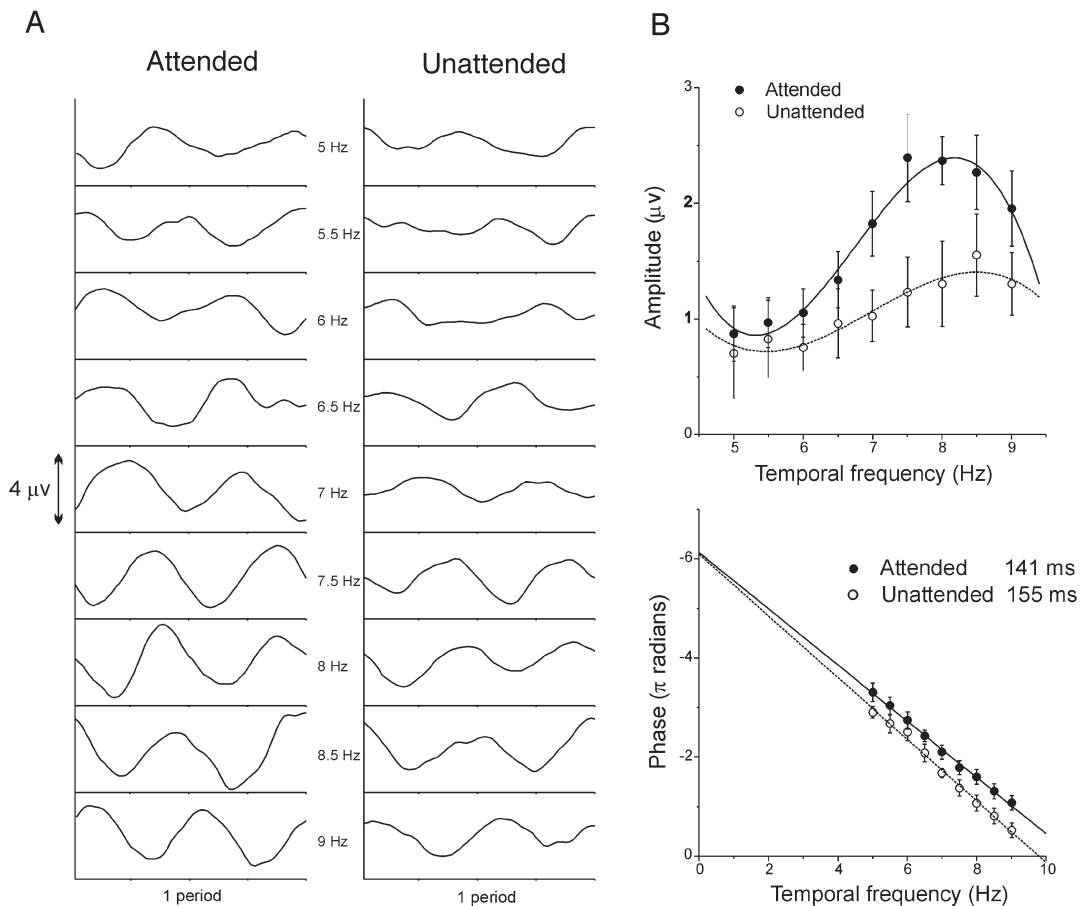 A
Attended
Unattended
5 Hz
5.5 Hz
6 Hz
6.5 Hz
4 μv
7 Hz
7.5 Hz
8 Hz
8.5 Hz
9 Hz
1 period
1 period
B
3
2
1
0
Amplitude (μv)
Attended
Unattended
5 6 7 8 9
Temporal frequency (Hz)
-6
-4
-2
0
Phase (π radians)
Attended 141 ms
Unattended 155 ms
0 2 4 6 8 10
Temporal frequency (Hz)